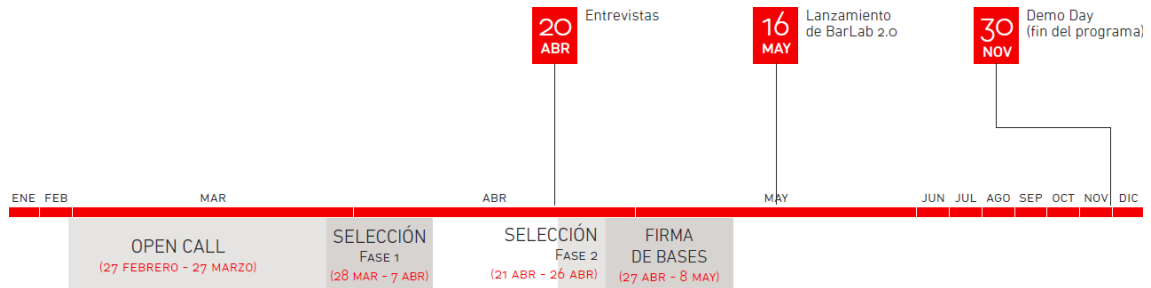 20
ABR
Entrevistas
16
MAY
Lanzamiento
de BarLab 2.0
30
NOV
Demo Day
(fin del programa)
ENE FEB MAR ABR MAY JUN JUL AGO SEP OCT NOV DIC
OPEN CALL
(27 FEBRERO - 27 MARZO)
SELECCIÓN
FASE 1
(28 MAR - 7 ABR)
SELECCIÓN
FASE 2
(21 ABR - 26 ABR)
FIRMA
DE BASES
(27 ABR - 8 MAY)